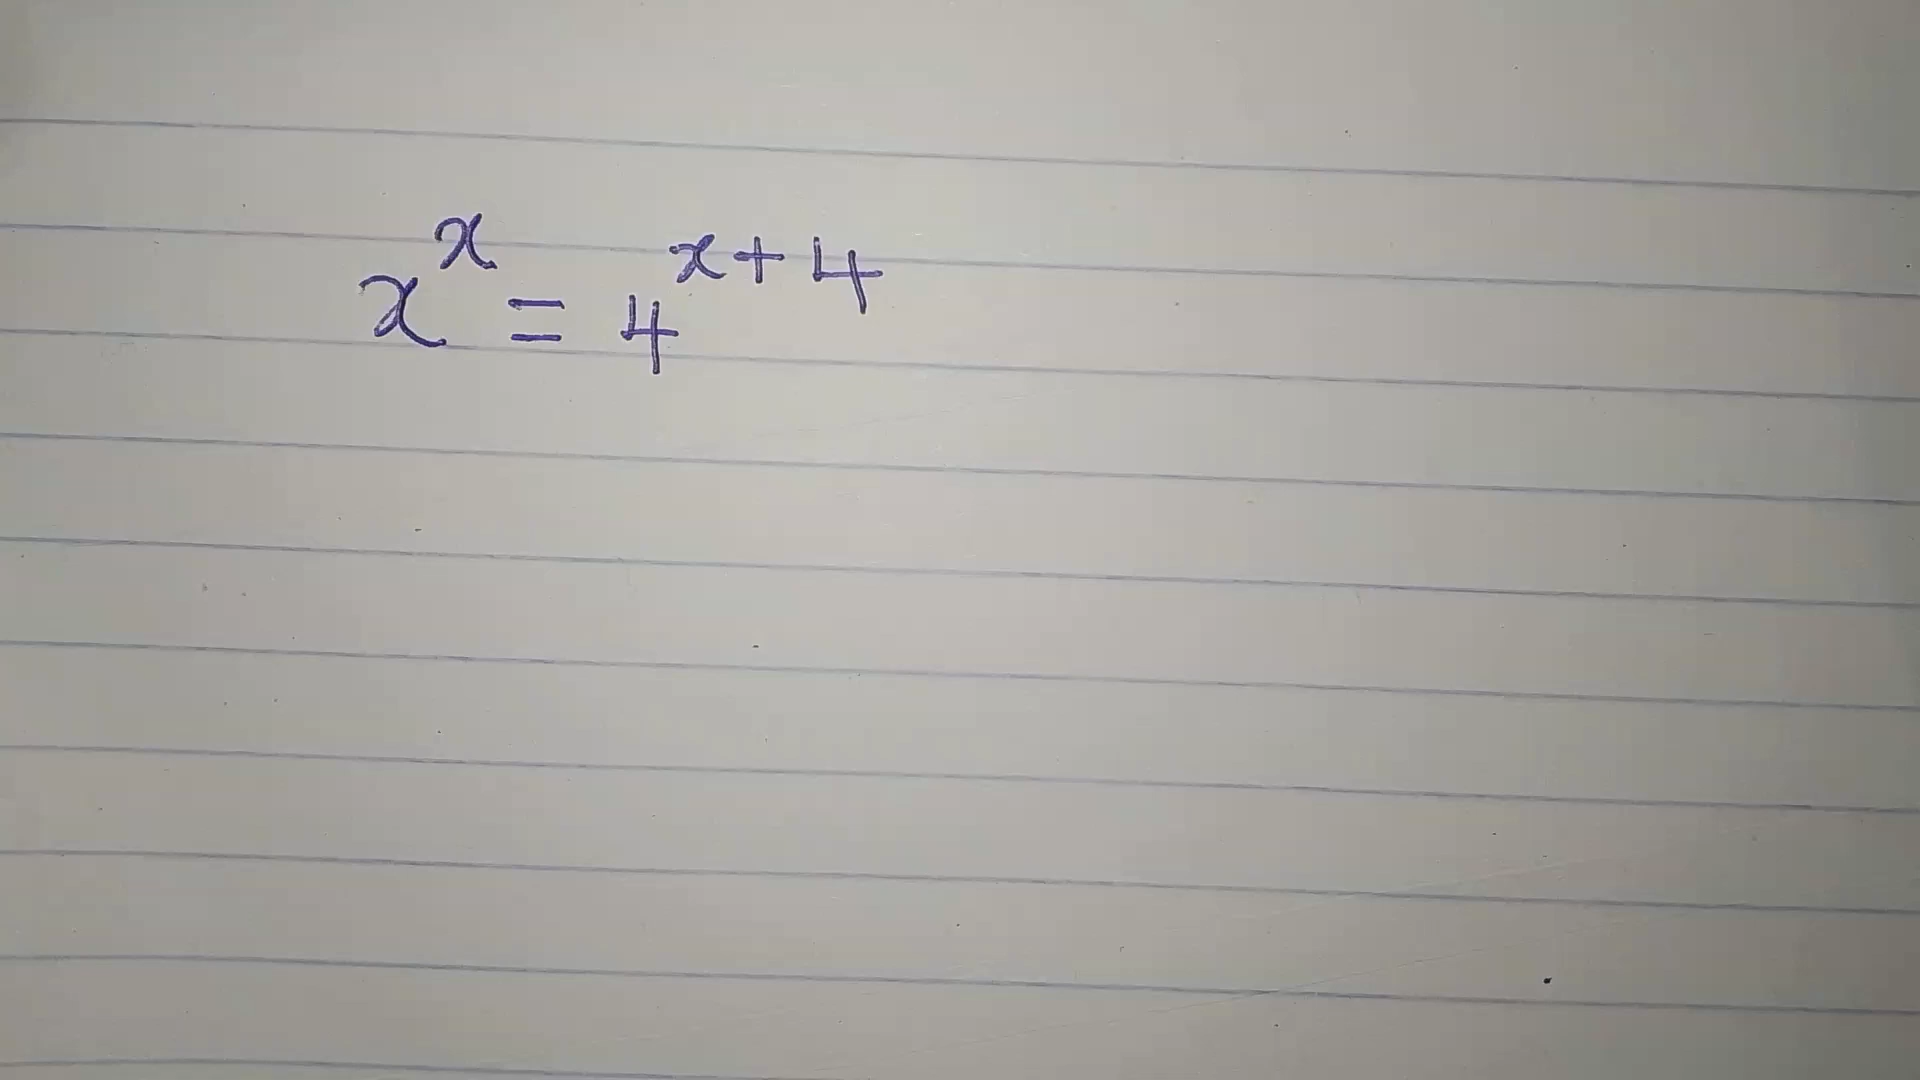 x^x = 4^{x+4}